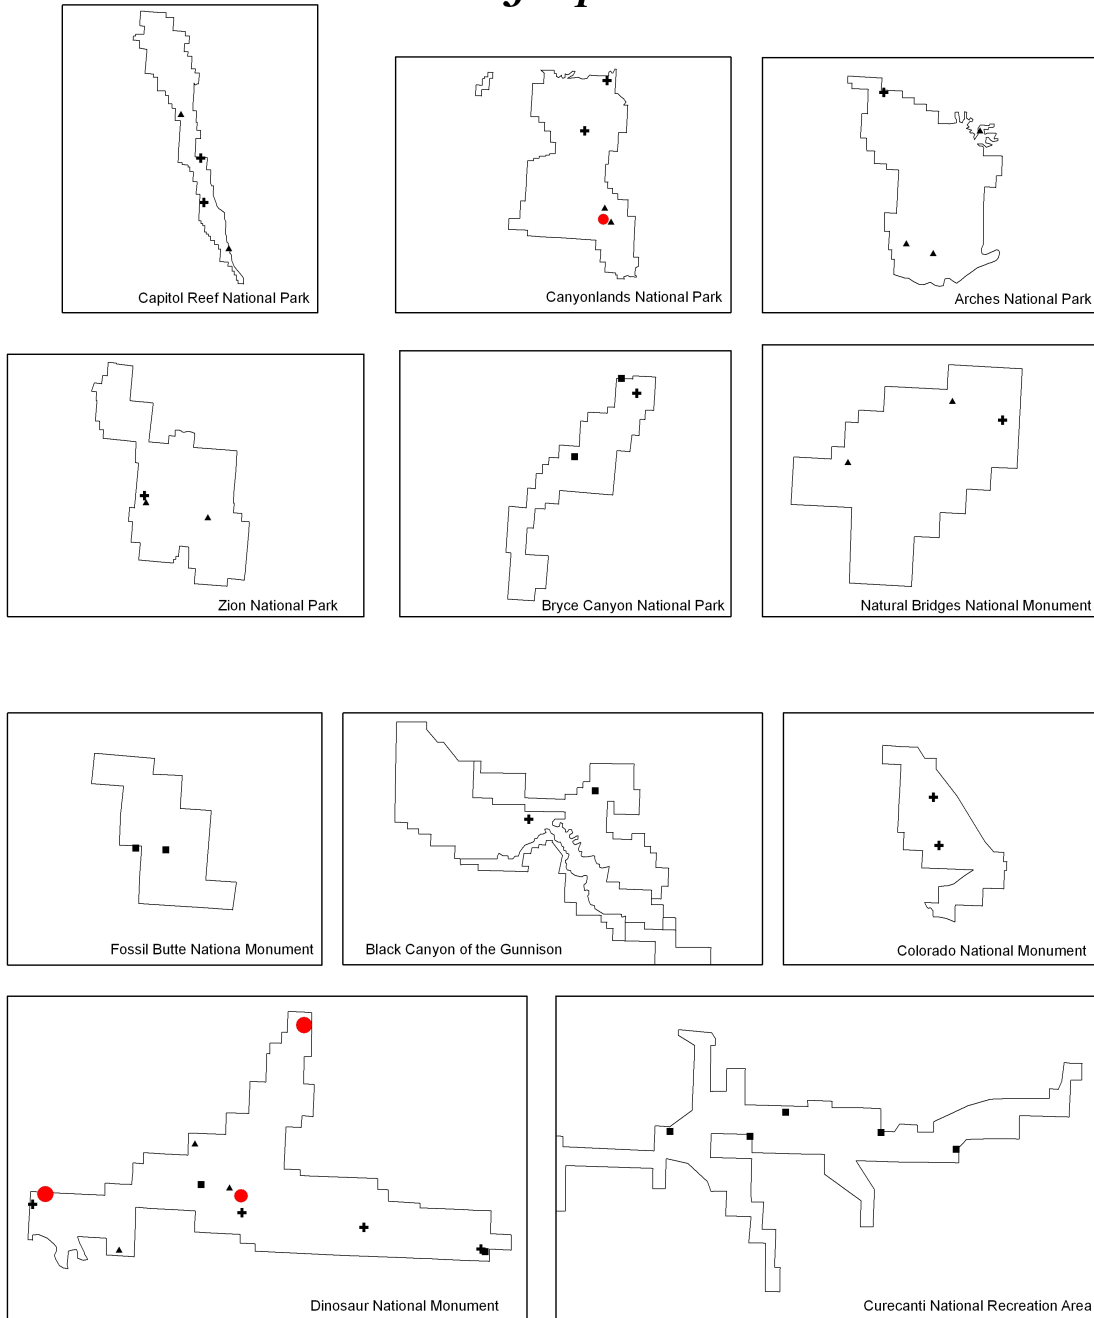 Capitol Reef National Park
Canyonlands National Park
Arches National Park
Zion National Park
Bryce Canyon National Park
Natural Bridges National Monument
Fossil Butte Nationa Monument
Black Canyon of the Gunnison
Colorado National Monument
Dinosaur National Monument
Curecanti National Recreation Area